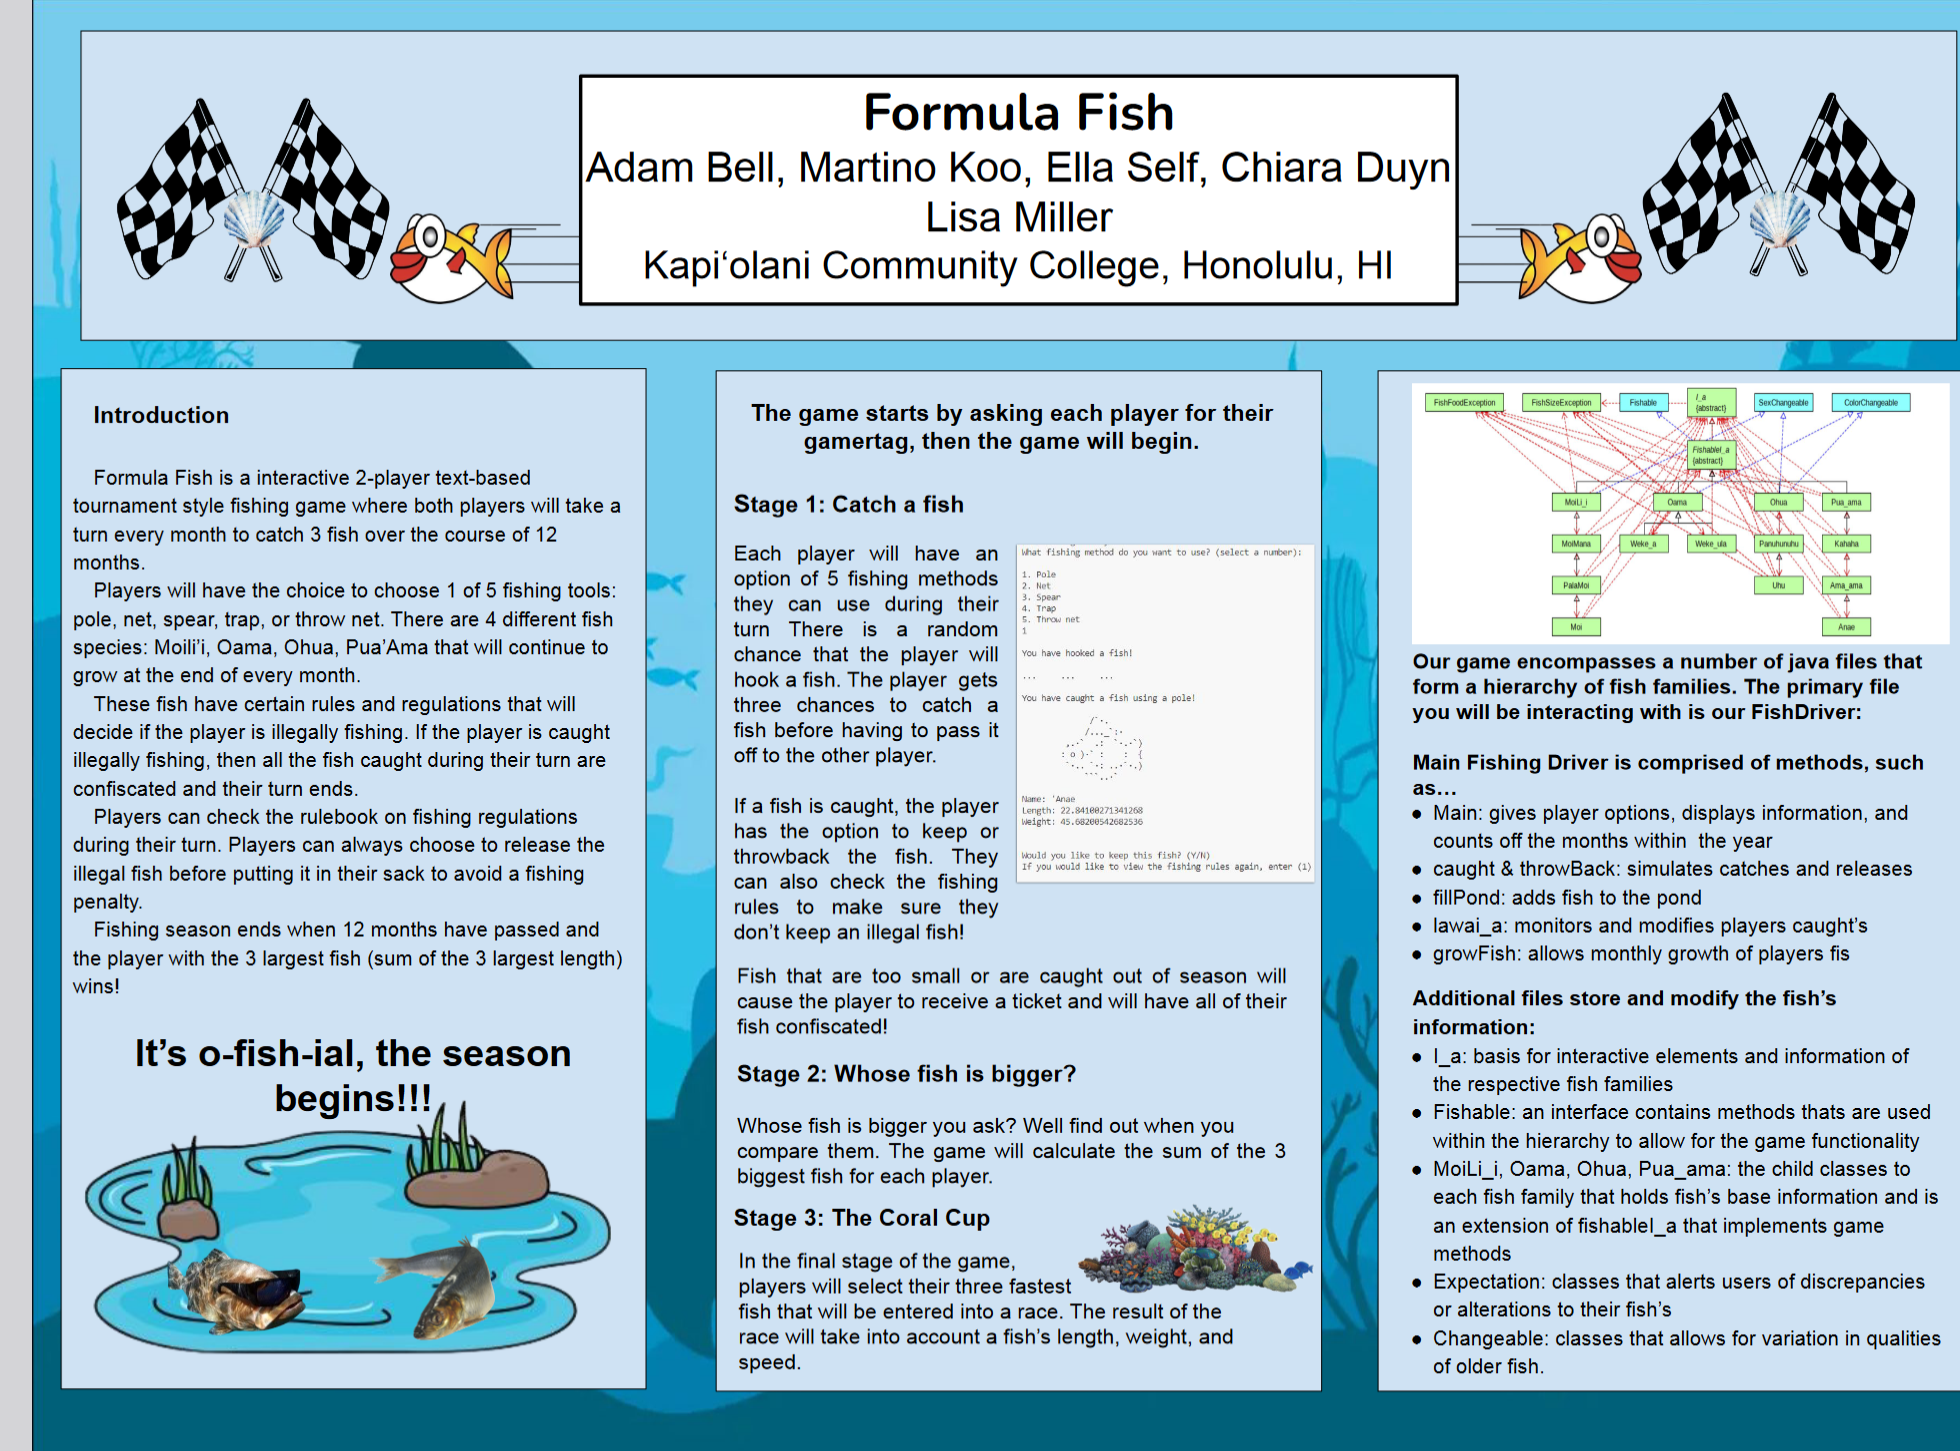 Formula Fish
Adam Bell, Martino Koo, Ella Self, Chiara Duyn
Lisa Miller
Kapiʻolani Community College, Honolulu, HI
Introduction
Formula Fish is a interactive 2-player text-based
tournament style fishing game where both players will take a
turn every month to catch 3 fish over the course of 12
months.
Players will have the choice to choose 1 of 5 fishing tools:
pole, net, spear, trap, or throw net. There are 4 different fish
species: Moili’i, Oama, Ohua, Pua’Ama that will continue to
grow at the end of every month.
These fish have certain rules and regulations that will
decide if the player is illegally fishing. If the player is caught
illegally fishing, then all the fish caught during their turn are
confiscated and their turn ends.
Players can check the rulebook on fishing regulations
during their turn. Players can always choose to release the
illegal fish before putting it in their sack to avoid a fishing
penalty.
Fishing season ends when 12 months have passed and
the player with the 3 largest fish (sum of the 3 largest length)
wins!
It’s o-fish-ial, the season
begins!!!
The game starts by asking each player for their
gamertag, then the game will begin.
Stage 1: Catch a fish
Each player will have an
option of 5 fishing methods
they can use during their
turn There is a random
chance that the player will
hook a fish. The player gets
three chances to catch a
fish before having to pass it
off to the other player.
If a fish is caught, the player
has the option to keep or
throwback the fish. They
can also check the fishing
rules to make sure they
don’t keep an illegal fish!
What fishing method do you want to use? (select a number):
1. Pole
2. Net
3. Spear
4. Trap
5. Throw net
1
You have hooked a fish!
... ... ...
You have caught a fish using a pole!
Name: 'Anae
Length: 22.84100271341268
Weight: 45.68200542682536
Would you like to keep this fish? (Y/N)
If you would like to view the fishing rules again, enter (1)
Fish that are too small or are caught out of season will
cause the player to receive a ticket and will have all of their
fish confiscated!
Stage 2: Whose fish is bigger?
Whose fish is bigger you ask? Well find out when you
compare them. The game will calculate the sum of the 3
biggest fish for each player.
Stage 3: The Coral Cup
In the final stage of the game,
players will select their three fastest
fish that will be entered into a race. The result of the
race will take into account a fish’s length, weight, and
speed.
FishFoodException
FishSizeException
Fishable
I_a
{abstract}
SexChangeable
ColorChangeable
FishableI_a
{abstract}
MoiLi_i
Oama
Ohua
Pua_ama
MoiMana
Weke_a
Weke_ula
Panuhunuhu
Kahaha
PalaMoi
Uhu
Ama_ama
Moi
Anae
Our game encompasses a number of java files that
form a hierarchy of fish families. The primary file
you will be interacting with is our FishDriver:
Main Fishing Driver is comprised of methods, such
as…
● Main: gives player options, displays information, and
counts off the months within the year
● caught & throwBack: simulates catches and releases
● fillPond: adds fish to the pond
● lawai_a: monitors and modifies players caught’s
● growFish: allows monthly growth of players fis
Additional files store and modify the fish’s
information:
● I_a: basis for interactive elements and information of
the respective fish families
● Fishable: an interface contains methods thats are used
within the hierarchy to allow for the game functionality
● MoiLi_i, Oama, Ohua, Pua_ama: the child classes to
each fish family that holds fish’s base information and is
an extension of fishableI_a that implements game
methods
● Expectation: classes that alerts users of discrepancies
or alterations to their fish’s
● Changeable: classes that allows for variation in qualities
of older fish.